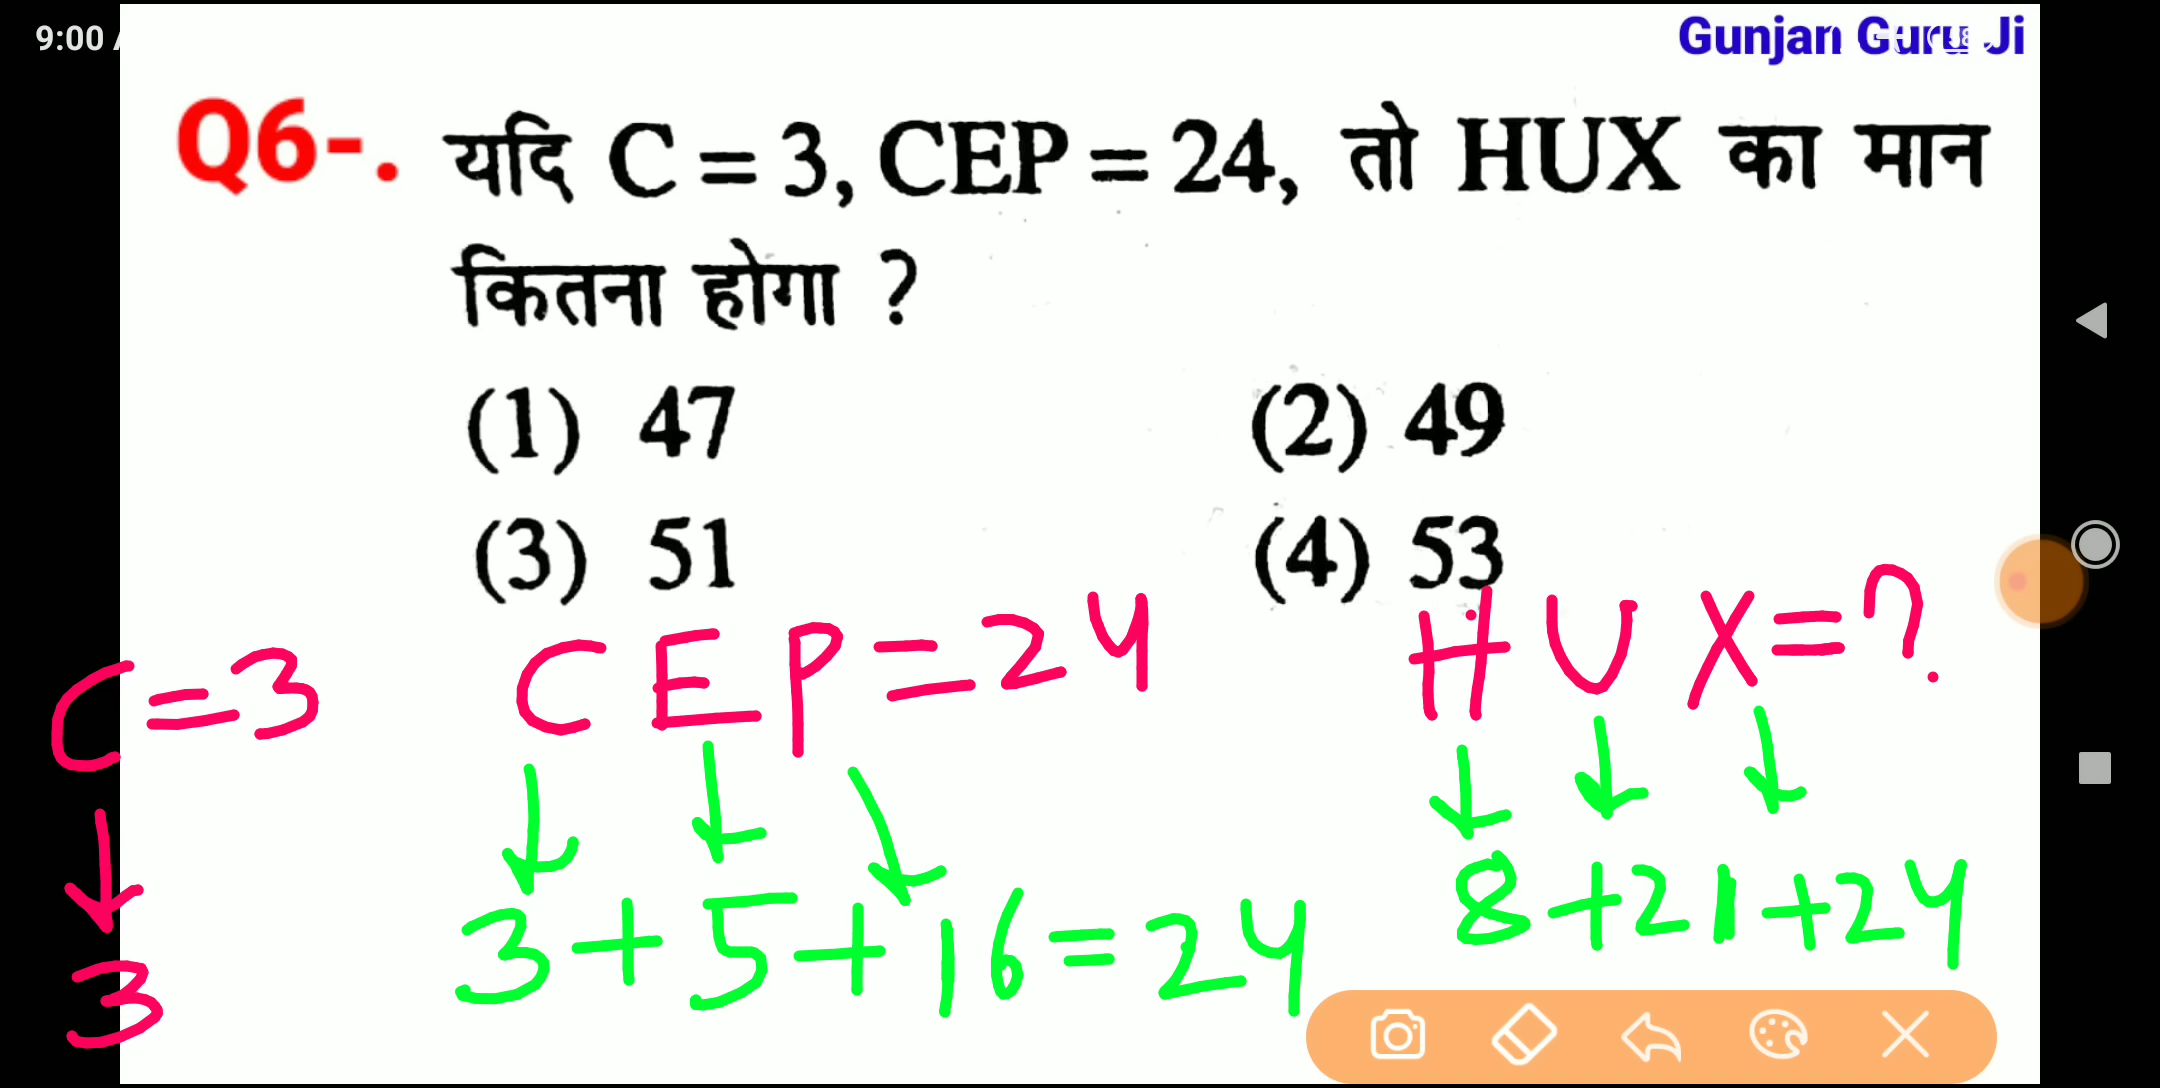 9:00
Gunjan Guru Ji
Q6-. यदि C = 3, CEP = 24, तो HUX का मान
कितना होगा ?
(1) 47 (2) 49
(3) 51 (4) 53
C=3 CEP=24 HUX=?
3 3+5+16=24 8+21+24